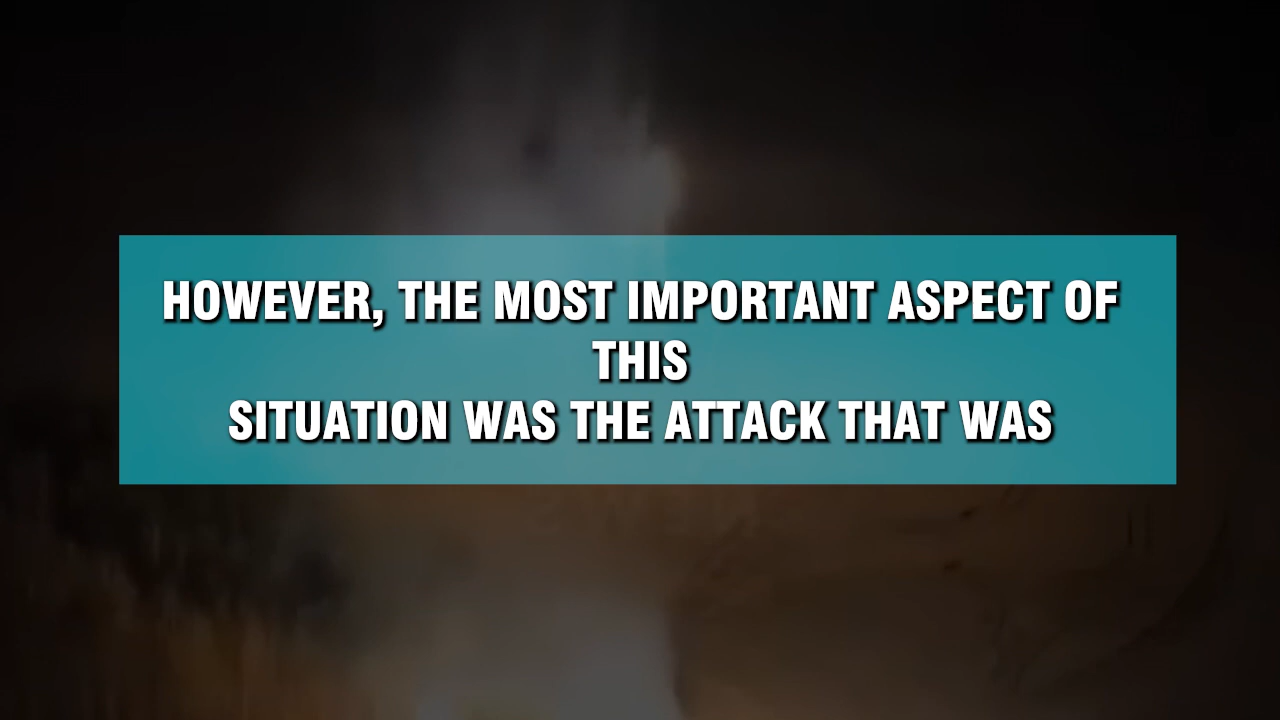 HOWEVER, THE MOST IMPORTANT ASPECT OF
THIS
SITUATION WAS THE ATTACK THAT WAS